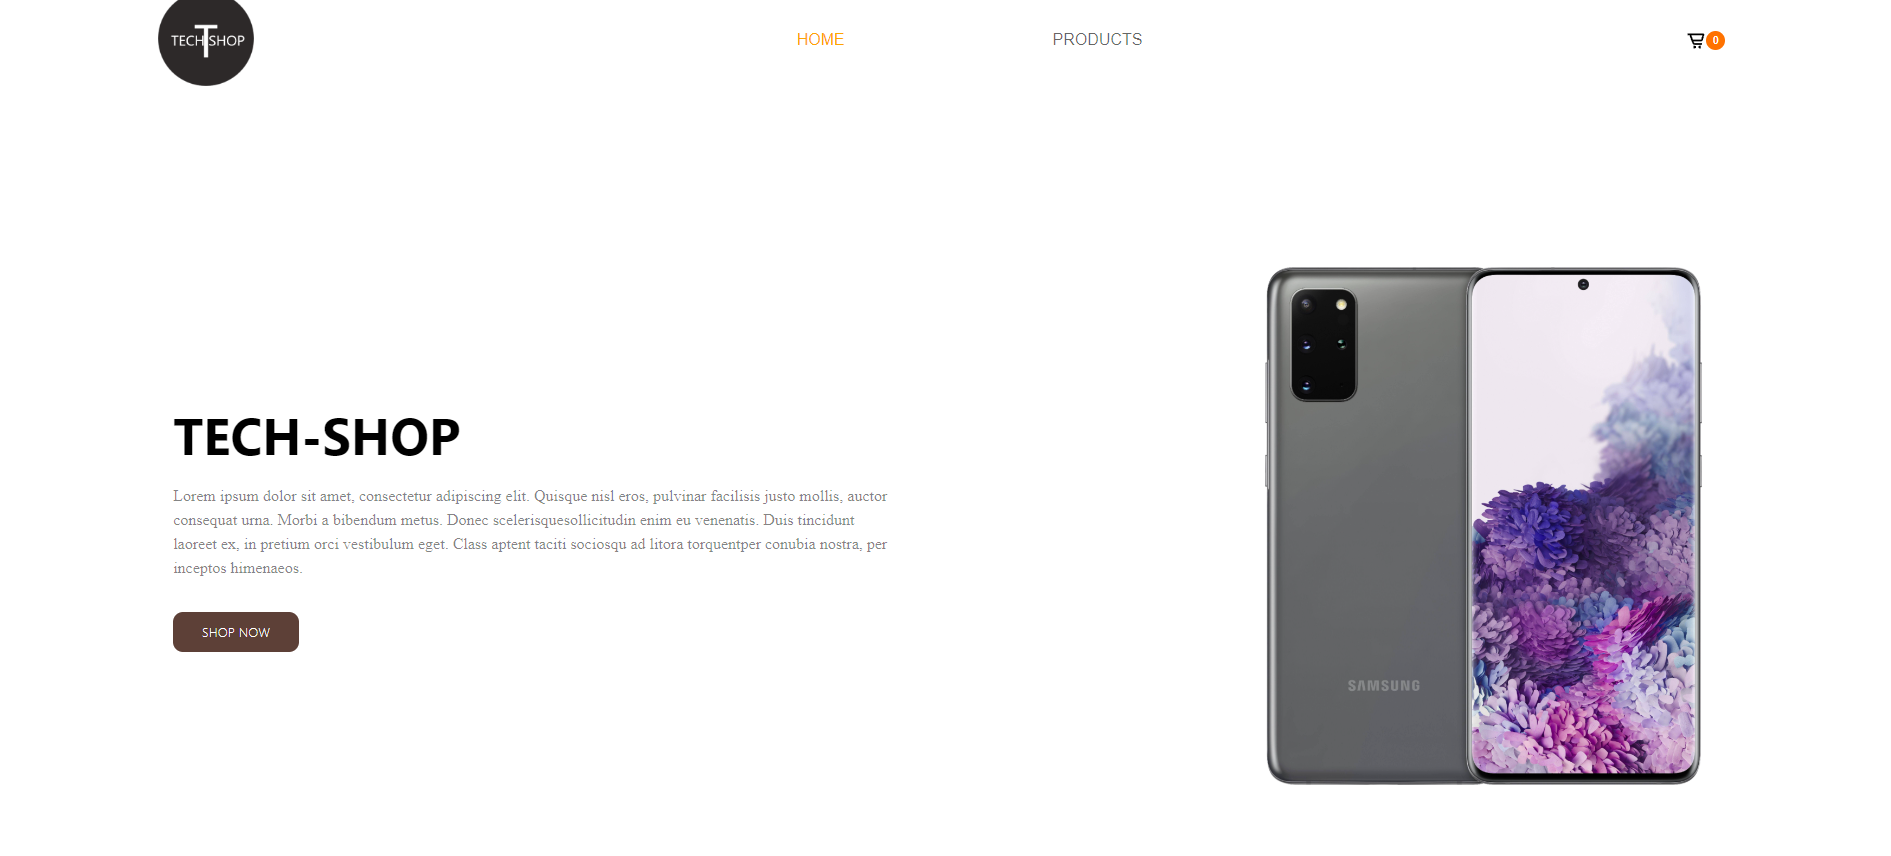 TECH T SHOP
HOME
PRODUCTS
0
TECH-SHOP
Lorem ipsum dolor sit amet, consectetur adipiscing elit. Quisque nisl eros, pulvinar facilisis justo mollis, auctor
consequat urna. Morbi a bibendum metus. Donec scelerisquesollicitudin enim eu venenatis. Duis tincidunt
laoreet ex, in pretium orci vestibulum eget. Class aptent taciti sociosqu ad litora torquentper conubia nostra, per
inceptos himenaeos.
SHOP NOW
SAMSUNG